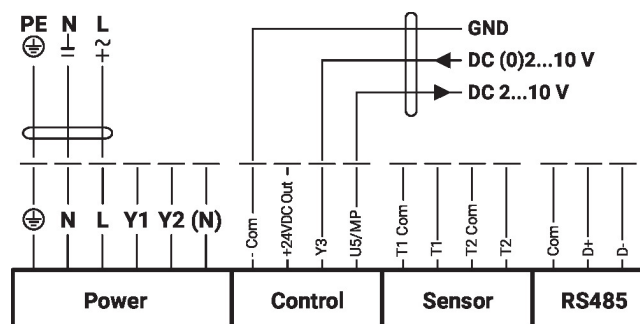 PE N L
GND
DC (0)2...10 V
DC 2...10 V
N L Y1 Y2 (N)
- Com
+24VDC Out -
Y3
U5/MP
T1 Com
T1
T2 Com
T2
Com
D+
D-
Power
Control
Sensor
RS485